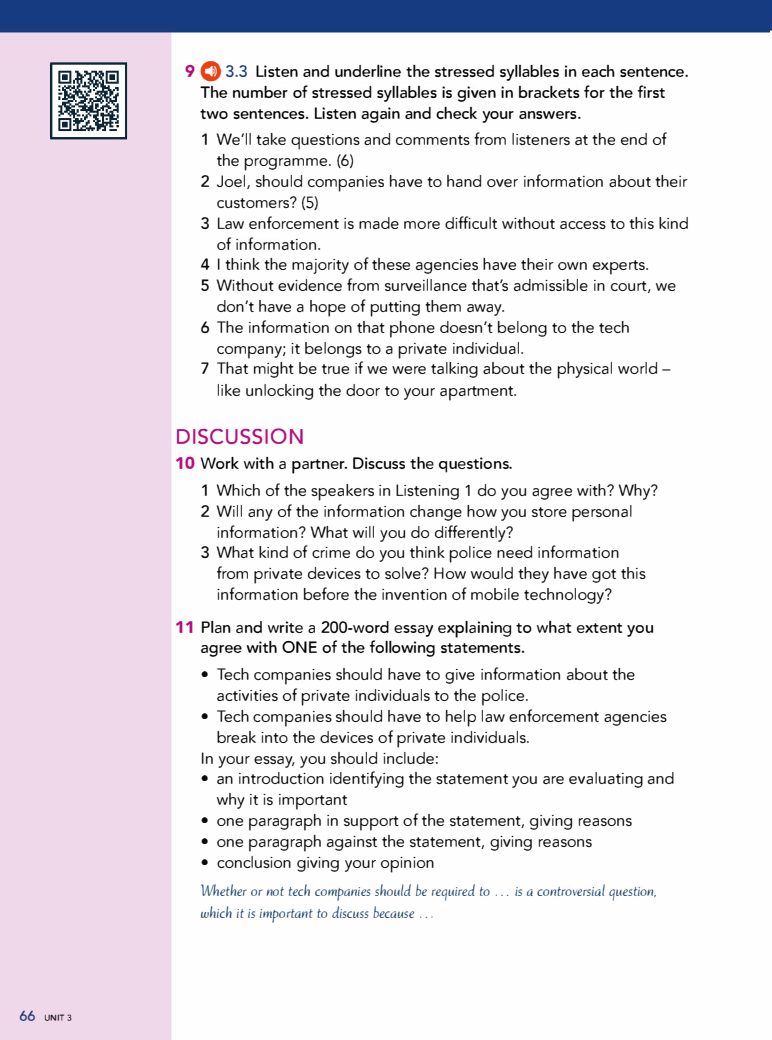 9 3.3 Listen and underline the stressed syllables in each sentence.
The number of stressed syllables is given in brackets for the first
two sentences. Listen again and check your answers.
1 We'll take questions and comments from listeners at the end of
the programme. (6)
2 Joel, should companies have to hand over information about their
customers? (5)
3 Law enforcement is made more difficult without access to this kind
of information.
4 I think the majority of these agencies have their own experts.
5 Without evidence from surveillance that's admissible in court, we
don't have a hope of putting them away.
6 The information on that phone doesn't belong to the tech
company; it belongs to a private individual.
7 That might be true if we were talking about the physical world –
like unlocking the door to your apartment.
DISCUSSION
10 Work with a partner. Discuss the questions.
1 Which of the speakers in Listening 1 do you agree with? Why?
2 Will any of the information change how you store personal
information? What will you do differently?
3 What kind of crime do you think police need information
from private devices to solve? How would they have got this
information before the invention of mobile technology?
11 Plan and write a 200-word essay explaining to what extent you
agree with ONE of the following statements.
• Tech companies should have to give information about the
activities of private individuals to the police.
• Tech companies should have to help law enforcement agencies
break into the devices of private individuals.
In your essay, you should include:
• an introduction identifying the statement you are evaluating and
why it is important
• one paragraph in support of the statement, giving reasons
• one paragraph against the statement, giving reasons
• conclusion giving your opinion
Whether or not tech companies should be required to ... is a controversial question,
which it is important to discuss because ...
66 UNIT 3